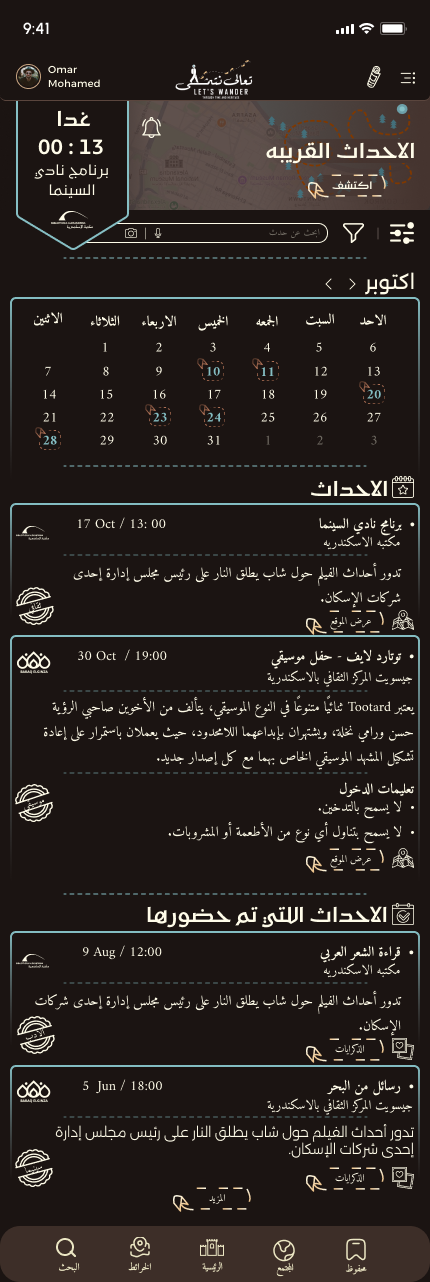 9:41
Omar
Mohamed
تعالى نتمشى
LET'S WANDER
غدا
00 : 13
برنامج نادي
السينما
الاحداث القريبه
اكتشف
ابحث عن حدث
اكتوبر
الاحد السبت الجمعه الخميس الاربعاء الثلاثاء الاثنين
6 5 4 3 2 1
13 12 11 10 9 8 7
20 19 18 17 16 15 14
27 26 25 24 23 22 21
3 2 1 31 30 29 28
الاحداث
• برنامج نادي السينما
17 Oct / 13: 00
مكتبه الاسكندريه
تدور أحداث الفيلم حول شاب يطلق النار على رئيس مجلس إدارة إحدى
شركات الإسكان.
عرض الموقع
• توتارد لايف - حفل موسيقي
30 Oct / 19:00
جيسويت المركز الثقافي بالاسكندرية
BARAQ ELGINZA
يعتبر Tootard ثنائيًا متنوعًا في النوع الموسيقي، يتألف من الأخوين صاحبي الرؤية
حسن ورامي نخلة، ويشتهران بإبداعهما اللامحدود، حيث يعملان باستمرار على إعادة
تشكيل المشهد الموسيقي الخاص بهما مع كل إصدار جديد.
تعليمات الدخول
• لا يسمح بالتدخين.
• لا يسمح بتناول أي نوع من الأطعمة أو المشروبات.
عرض الموقع
الاحداث اللتي تم حضورها
• قراءة الشعر العربي
9 Aug / 12:00
مكتبه الاسكندريه
تدور أحداث الفيلم حول شاب يطلق النار على رئيس مجلس إدارة إحدى شركات
الإسكان.
الذكرايات
• رسائل من البحر
5 Jun / 18:00
جيسويت المركز الثقافي بالاسكندرية
BARAQ ELGINZA
تدور أحداث الفيلم حول شاب يطلق النار على رئيس مجلس إدارة
إحدى شركات الإسكان.
الذكرايات
المزيد
محفوظ
المجتمع
الرئيسية
الخرائط
البحث